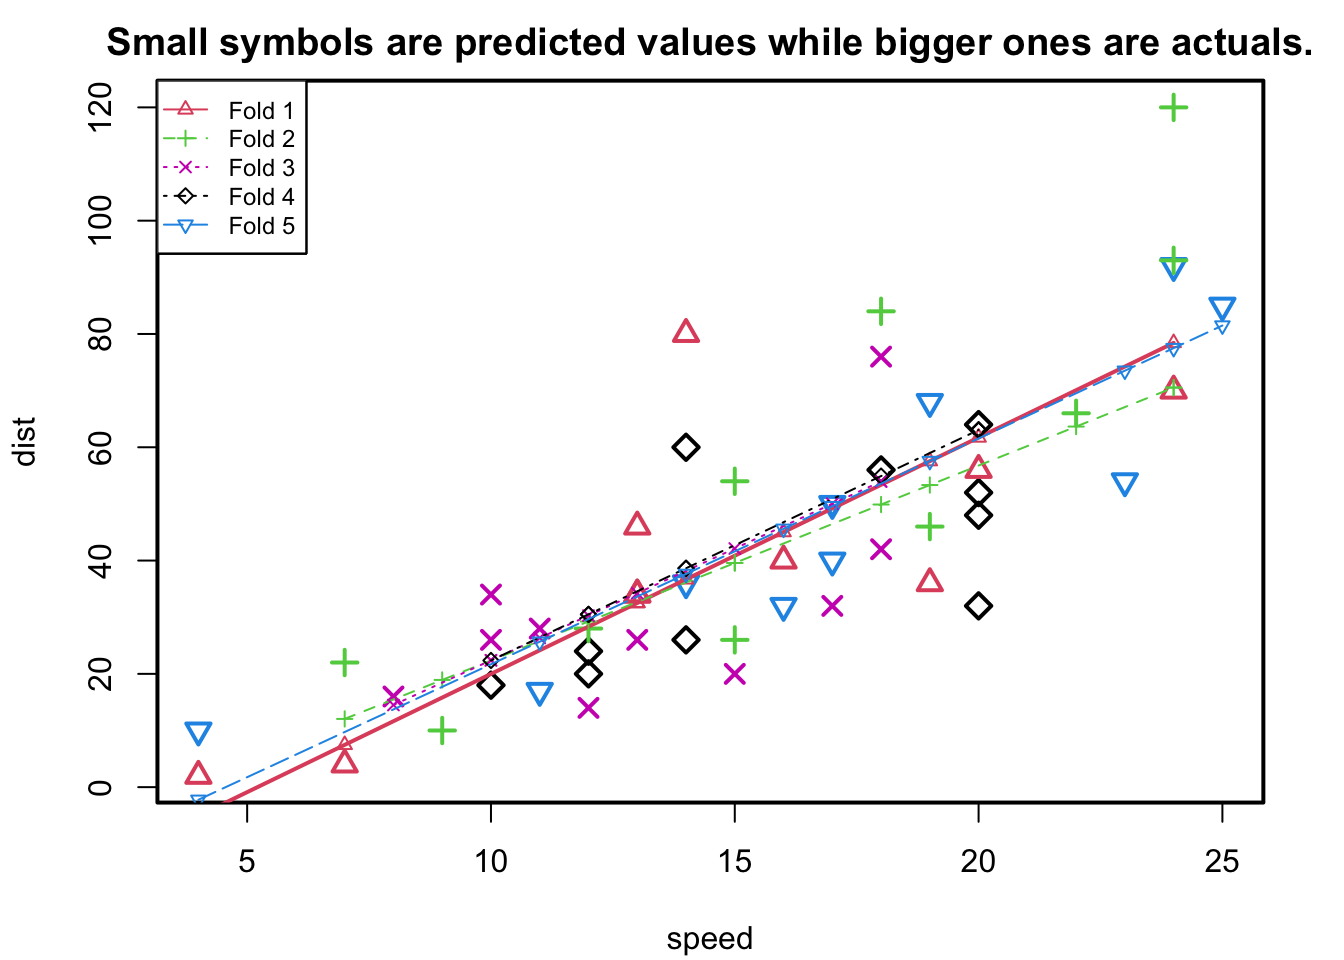 Small symbols are predicted values while bigger ones are actuals.
Fold 1
Fold 2
Fold 3
Fold 4
Fold 5
120
100
80
60
40
20
0
dist
5 10 15 20 25
speed